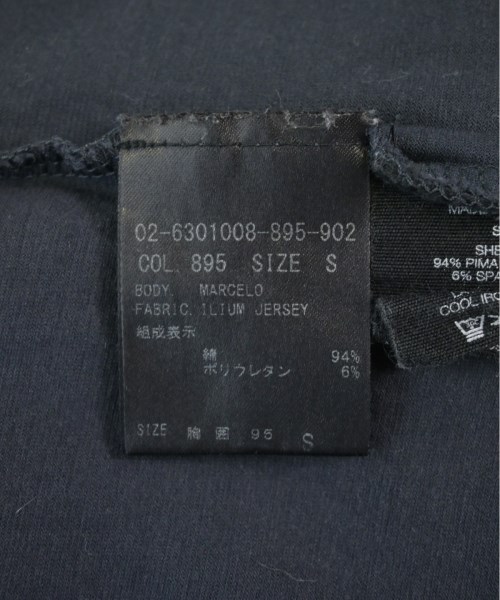 02-6301008-895-902
COL. 895 SIZE S
BODY. MARCELO
FABRIC. ILIUM JERSEY
組成表示
綿 94%
ポリウレタン 6%
SIZE 胸囲 95 S
MADE
S
SHE
94% PIMA
6% SPA
COOL IRO